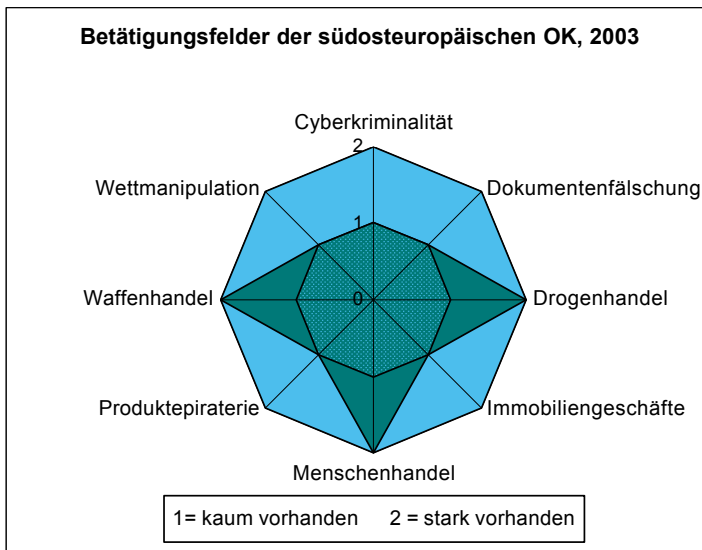 Betätigungsfelder der südosteuropäischen OK, 2003
Cyberkriminalität
2
Wettmanipulation
Dokumentenfälschung
1
Waffenhandel
0
Drogenhandel
Produktepiraterie
Immobiliengeschäfte
Menschenhandel
1= kaum vorhanden 2 = stark vorhanden